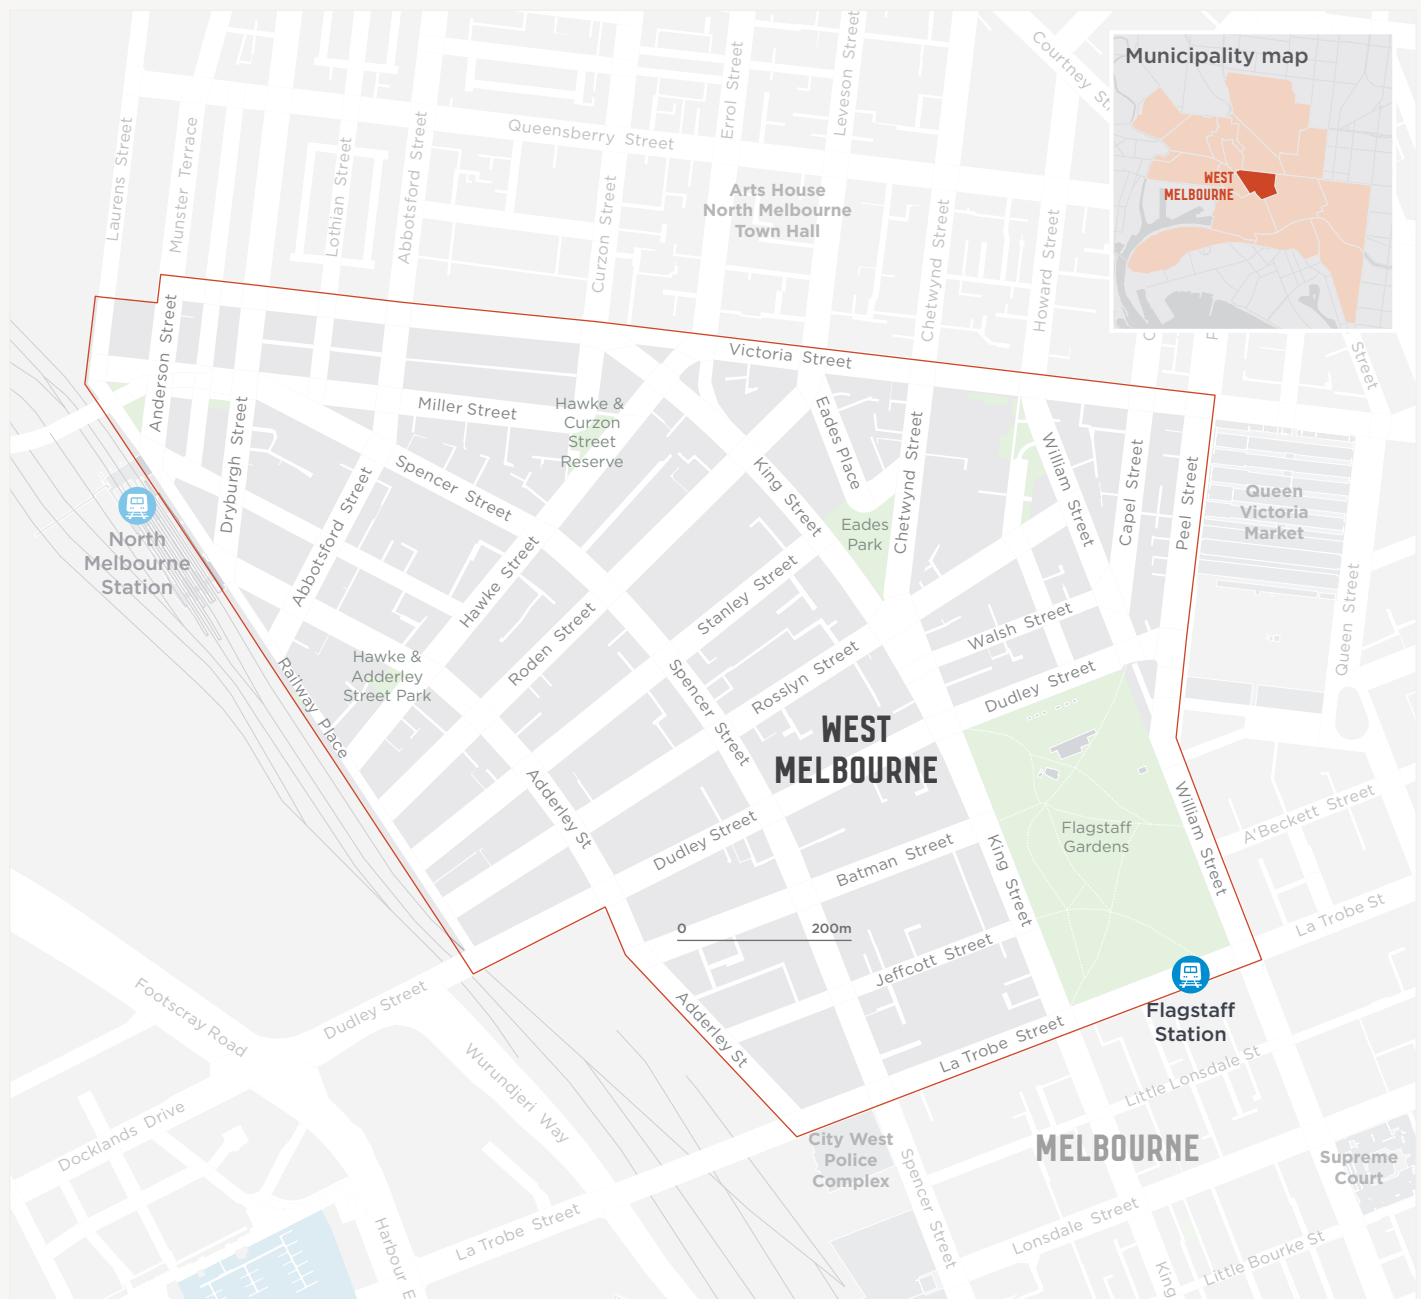 Municipality map
WEST
MELBOURNE
Courtney St
Leveson Street
Errol Street
Queensberry Street
Laurens Street
Munster Terrace
Lothian Street
Abbotsford Street
Curzon Street
Arts House
North Melbourne
Town Hall
Chetwynd Street
Howard Street
Street
Anderson Street
Victoria Street
Miller Street
Hawke &
Curzon
Street
Reserve
Eades Place
Chetwynd Street
William Street
Capel Street
Peel Street
Queen
Victoria
Market
Dryburgh Street
Abbotsford Street
Spencer Street
King Street
Eades
Park
North
Melbourne
Station
Hawke Street
Stanley Street
Roden Street
Walsh Street
Queen Street
Hawke &
Adderley
Street Park
Railway Place
Spencer Street
Rosslyn Street
Dudley Street
WEST
MELBOURNE
Adderley St
Dudley Street
Batman Street
Flagstaff
Gardens
William Street
A'Beckett Street
King Street
La Trobe St
0 200m
Jeffcott Street
Flagstaff
Station
Footscray Road
Dudley Street
Adderley St
La Trobe Street
Wurundjeri Way
Little Lonsdale St
Docklands Drive
City West
Police
Complex
MELBOURNE
Supreme
Court
Spencer Street
La Trobe Street
Lonsdale Street
Little Bourke St
Harbour E
King